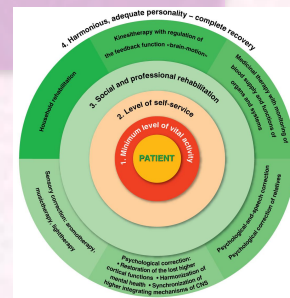 4. Harmonious, adequate personality – complete recovery
Kinesitherapy with regulation of
the feedback function «brain-motion»
Medicinal therapy with monitoring of
blood supply and functions of
organs and systems
Household rehabilitation
3. Social and professional rehabilitation
2. Level of self-service
1. Minimum level of vital activity
PATIENT
Sensory correction: aromatherapy,
musicotherapy, lighttherapy
Psychological correction:
• Restoration of the lost higher
cortical functions • Harmonization of
mental health • Synchronization of
higher integrating mechanisms of CNS
Psychological-and-speech correction
Psychological correction of relatives